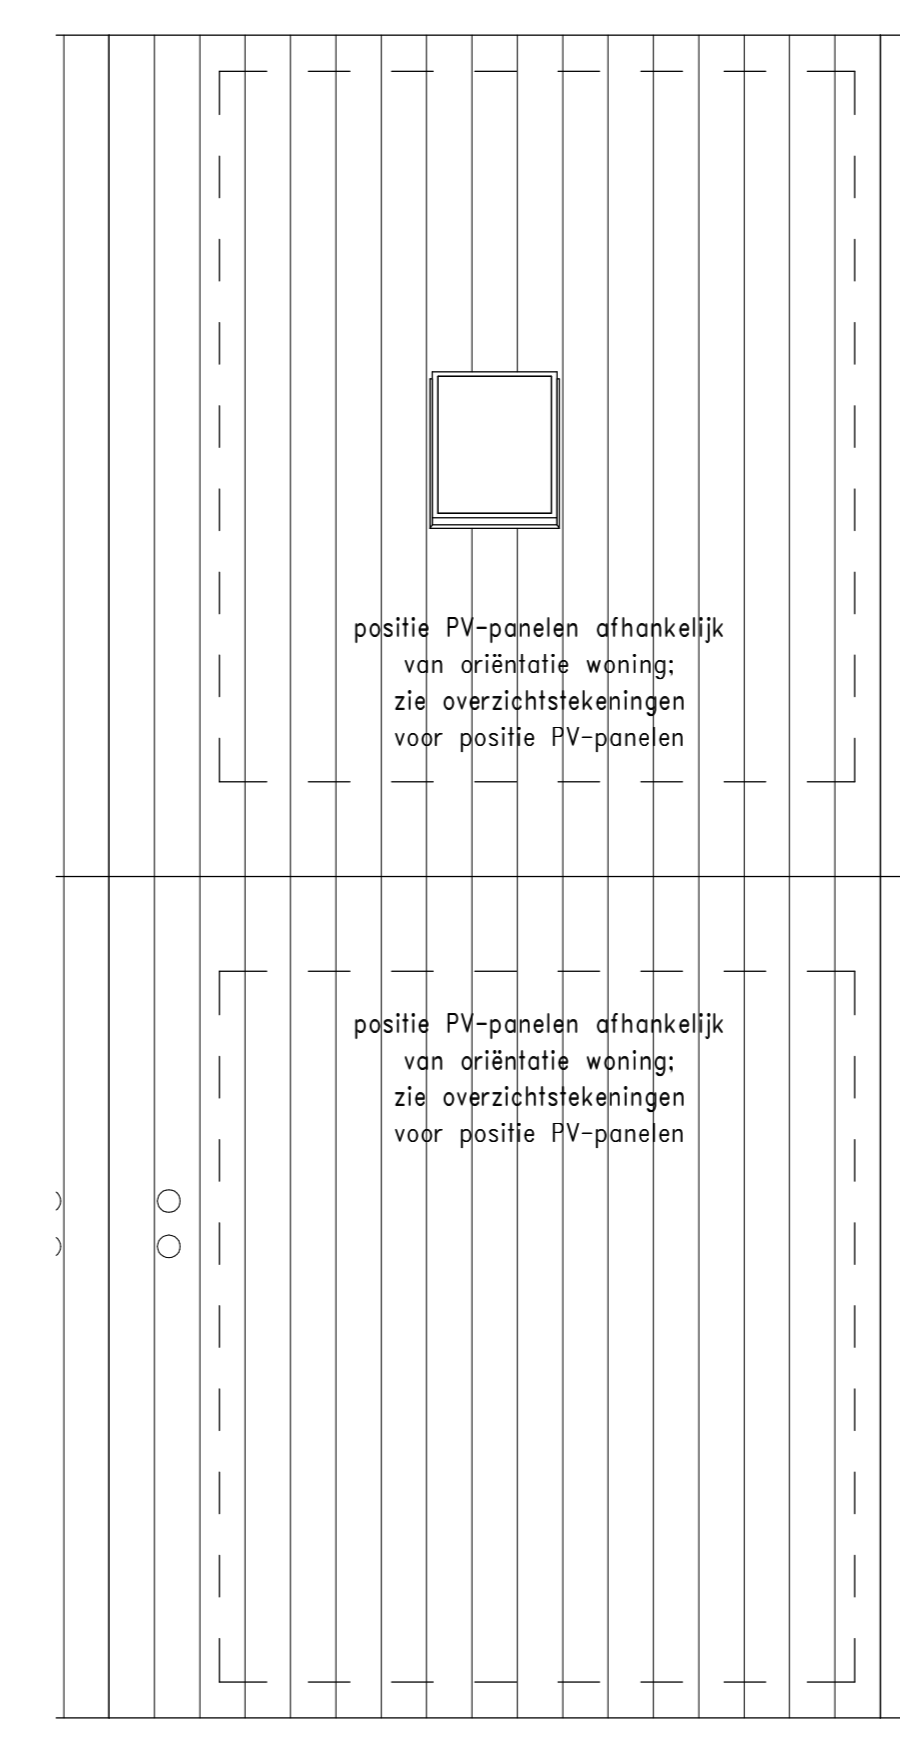 positie PV-panelen afhankelijk
van oriëntatie woning;
zie overzichtstekeningen
voor positie PV-panelen
positie PV-panelen afhankelijk
van oriëntatie woning;
zie overzichtstekeningen
voor positie PV-panelen